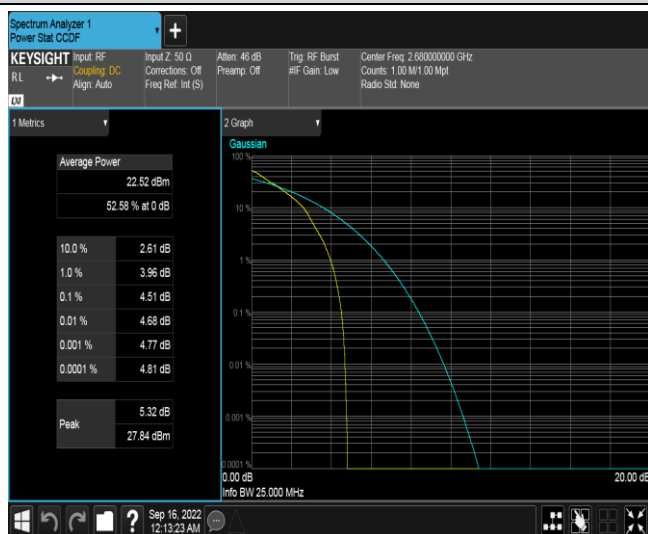 Spectrum Analyzer 1
Power Stat CCDF
+
KEYSIGHT
RL
LXI
Input: RF
Coupling: DC
Align: Auto
Input Z: 50 Ω
Corrections: Off
Freq Ref: Int (S)
Atten: 46 dB
Preamp: Off
Trig: RF Burst
#IF Gain: Low
Center Freq: 2.680000000 GHz
Counts: 1.00 M/1.00 Mpt
Radio Std: None
1 Metrics
Average Power
22.52 dBm
52.58 % at 0 dB
10.0 % 2.61 dB
1.0 % 3.96 dB
0.1 % 4.51 dB
0.01 % 4.68 dB
0.001 % 4.77 dB
0.0001 % 4.81 dB
Peak
5.32 dB
27.84 dBm
2 Graph
Gaussian
100 %
10 %
1 %
0.1 %
0.01 %
0.001 %
0.0001 %
0.00 dB
20.00 dB
Info BW 25.000 MHz
?
Sep 16, 2022
12:13:23 AM